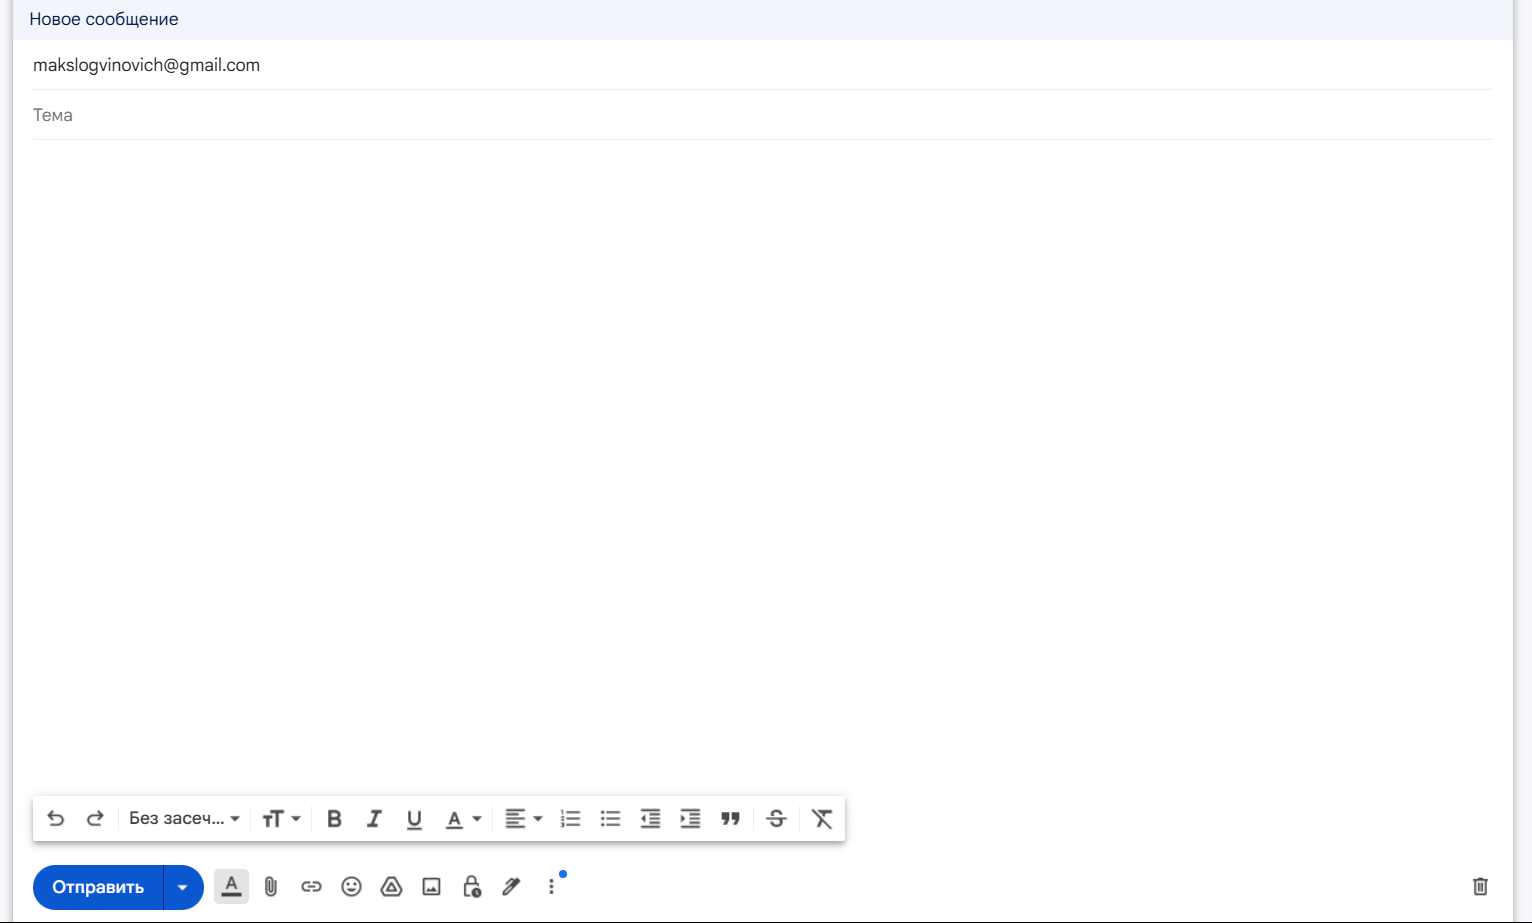 Новое сообщение
makslogvinovich@gmail.com
Тема
Без засеч...
Отправить